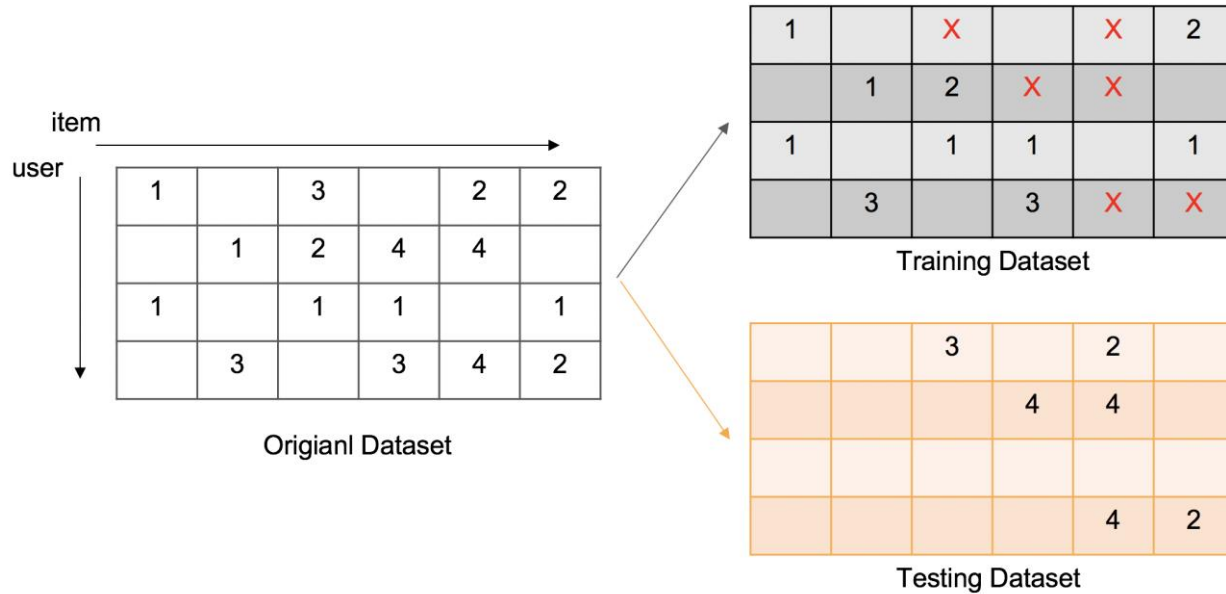 item
user
1 3 2 2
1 2 4 4
1 1 1 1
3 3 4 2
Origianl Dataset
1 X X 2
1 2 X X
1 1 1 1
3 3 X X
Training Dataset
3 2
4 4
4 2
Testing Dataset